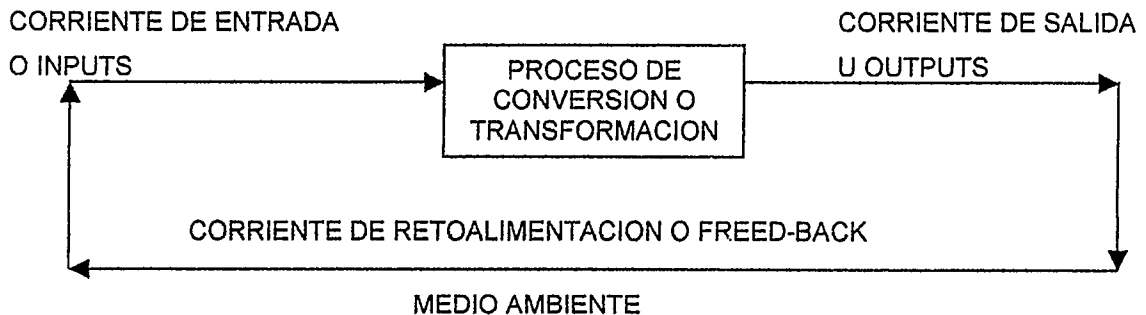 CORRIENTE DE ENTRADA
O INPUTS
PROCESO DE
CONVERSION O
TRANSFORMACION
CORRIENTE DE SALIDA
U OUTPUTS
CORRIENTE DE RETOALIMENTACION O FREED-BACK
MEDIO AMBIENTE